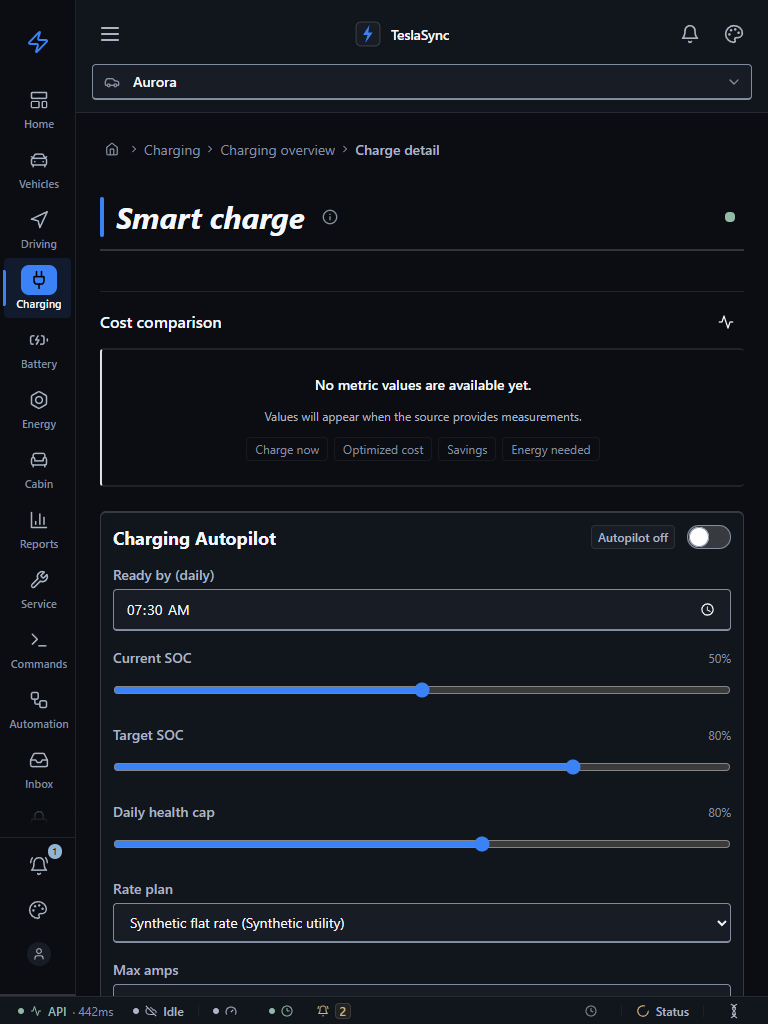 TeslaSync
Aurora
Home
Vehicles
Driving
Charging
Battery
Energy
Cabin
Reports
Service
Commands
Automation
Inbox
1
Charging
Charging overview
Charge detail
Smart charge
Cost comparison
No metric values are available yet.
Values will appear when the source provides measurements.
Charge now
Optimized cost
Savings
Energy needed
Charging Autopilot
Autopilot off
Ready by (daily)
07:30 AM
Current SOC
50%
Target SOC
80%
Daily health cap
80%
Rate plan
Synthetic flat rate (Synthetic utility)
Max amps
API · 442ms
Idle
2
Status